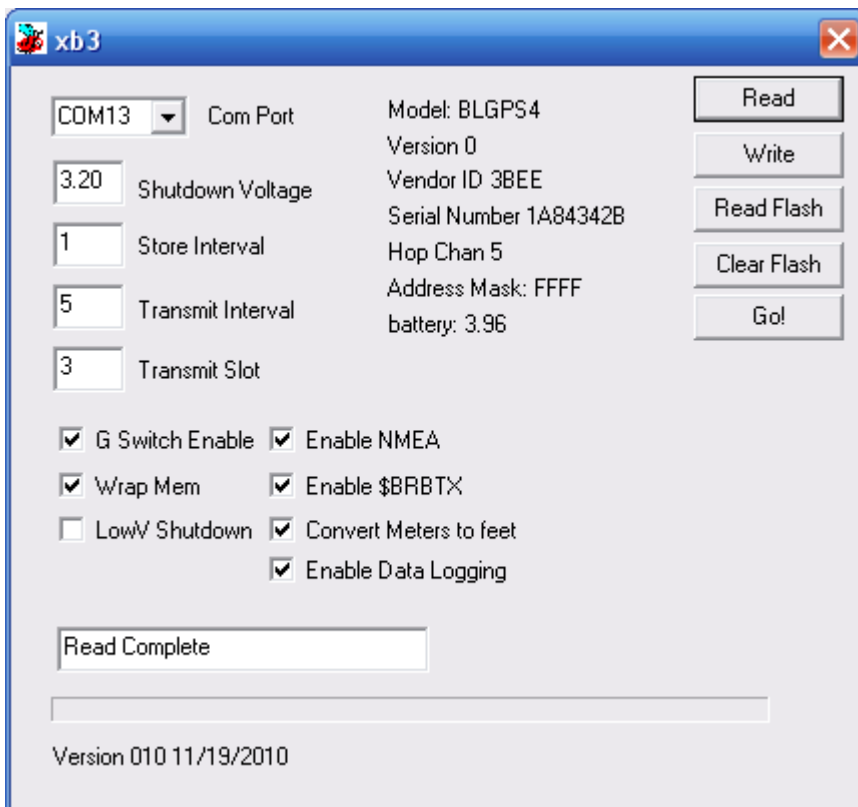 xb3
COM13 Com Port
3.20 Shutdown Voltage
1 Store Interval
5 Transmit Interval
3 Transmit Slot
Model: BLGPS4
Version 0
Vendor ID 3BEE
Serial Number 1A84342B
Hop Chan 5
Address Mask: FFFF
battery: 3.96
Read
Write
Read Flash
Clear Flash
Go!
G Switch Enable
Wrap Mem
LowV Shutdown
Enable NMEA
Enable $BRBTX
Convert Meters to feet
Enable Data Logging
Read Complete
Version 010 11/19/2010